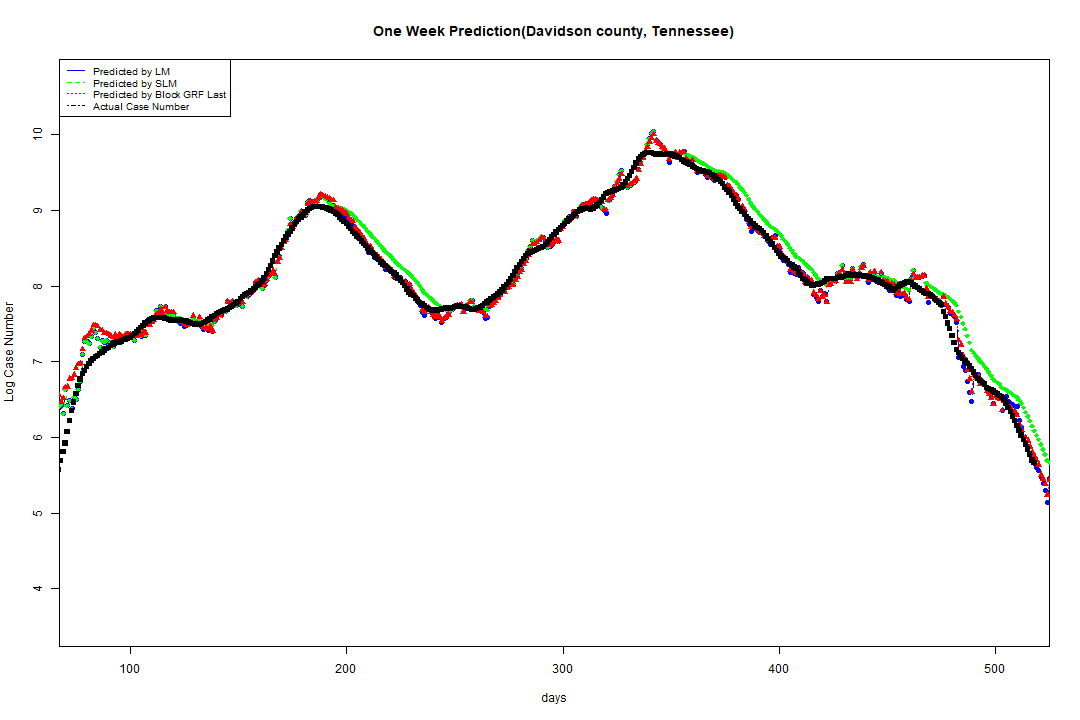 One Week Prediction(Davidson county, Tennessee)
Predicted by LM
Predicted by SLM
Predicted by Block GRF Last
Actual Case Number
10
9
8
7
6
5
4
Log Case Number
100 200 300 400 500
days